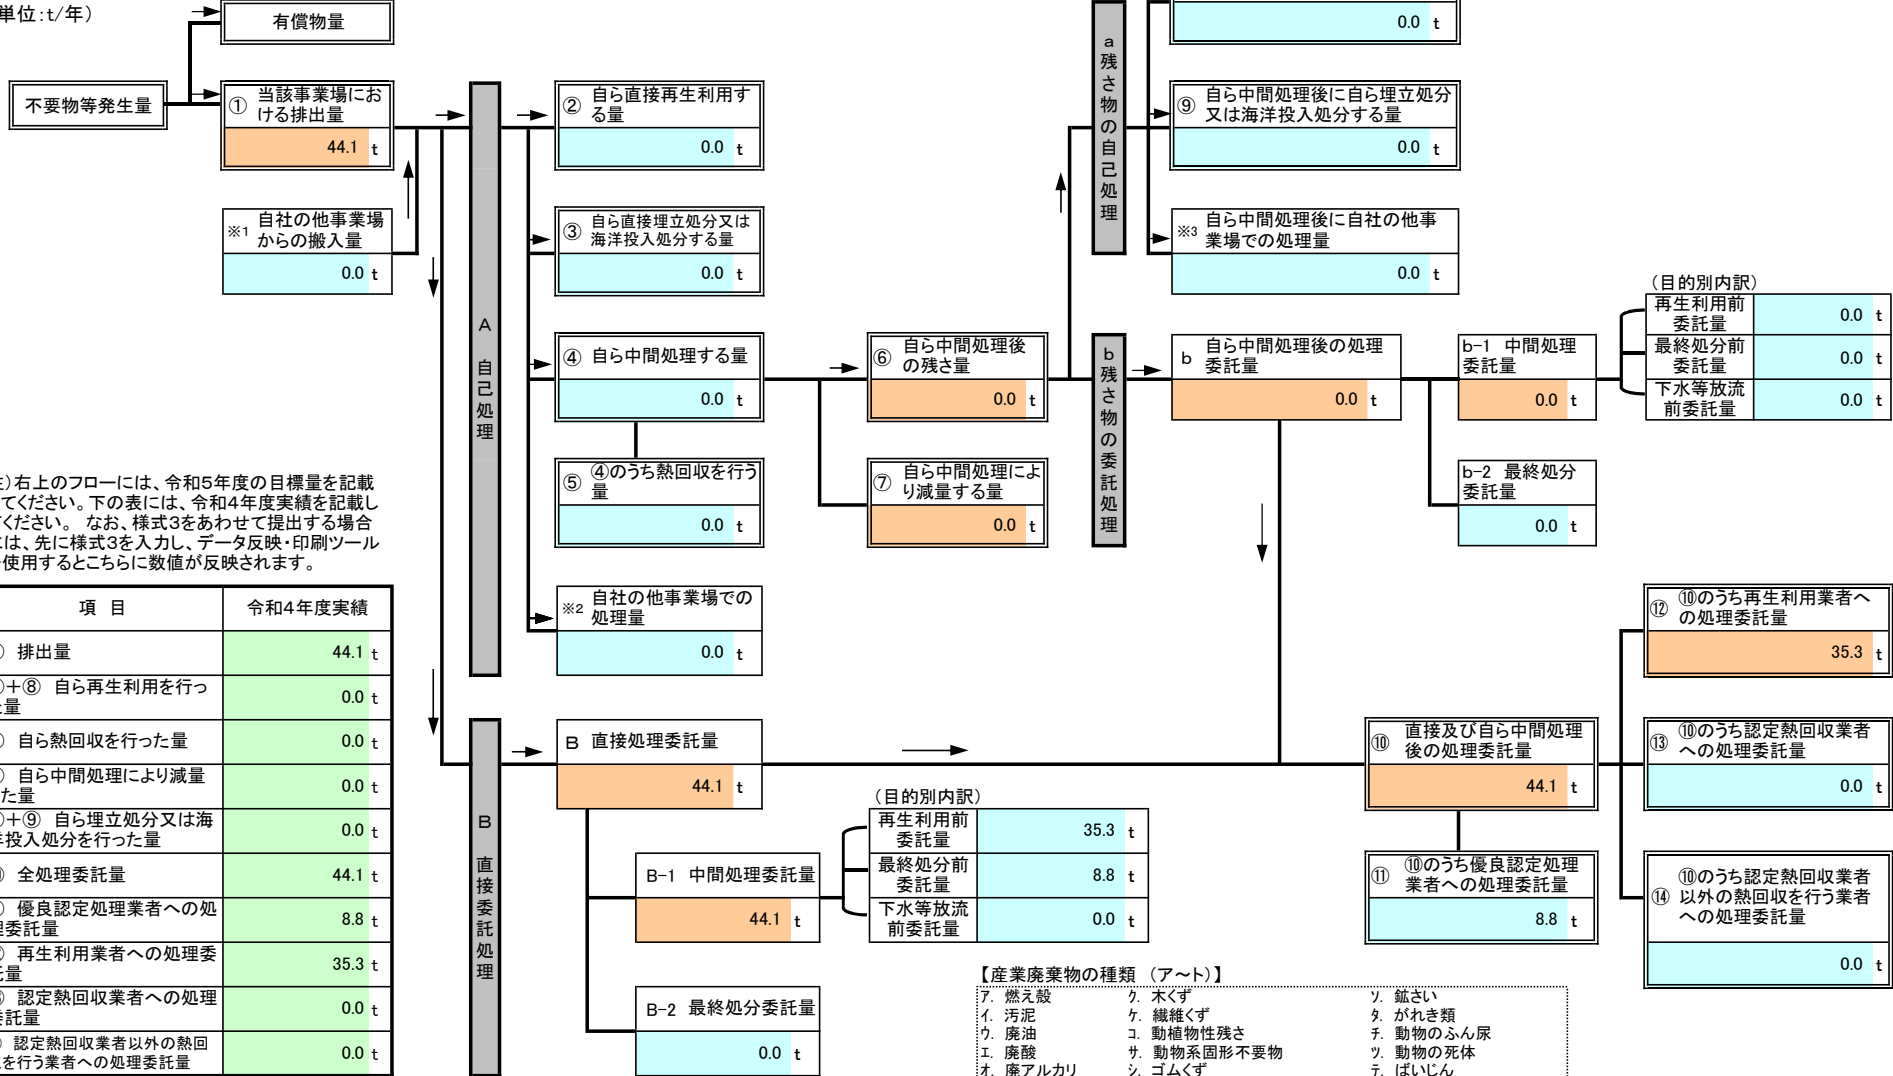 単位：t/年）
有償物量
不要物等発生量
① 当該事業場にお
ける排出量
44.1 t
※1 自社の他事業場
からの搬入量
0.0 t
A 自己処理
② 自ら直接再生利用す
る量
0.0 t
③ 自ら直接埋立処分又は
海洋投入処分する量
0.0 t
④ 自ら中間処理する量
0.0 t
⑤ ④のうち熱回収を行う
量
0.0 t
※2 自社の他事業場での
処理量
0.0 t
⑥ 自ら中間処理後
の残さ量
0.0 t
⑦ 自ら中間処理によ
り減量する量
0.0 t
a 残さ物の自己処理
0.0 t
⑨ 自ら中間処理後に自ら埋立処分
又は海洋投入処分する量
0.0 t
※3 自ら中間処理後に自社の他事
業場での処理量
0.0 t
b 残さ物の委託処理
b 自ら中間処理後の処理
委託量
0.0 t
b-1 中間処理
委託量
0.0 t
（目的別内訳）
再生利用前
委託量
0.0 t
最終処分前
委託量
0.0 t
下水等放流
前委託量
0.0 t
b-2 最終処分
委託量
0.0 t
）右上のフローには、令和5年度の目標量を記載
てください。下の表には、令和4年度実績を記載し
ください。 なお、様式3をあわせて提出する場合
は、先に様式3を入力し、データ反映・印刷ツール
使用するとこちらに数値が反映されます。
項 目 令和4年度実績
排出量 44.1 t
＋⑧ 自ら再生利用を行っ
量
0.0 t
自ら熱回収を行った量 0.0 t
自ら中間処理により減量
た量
0.0 t
＋⑨ 自ら埋立処分又は海
投入処分を行った量
0.0 t
全処理委託量 44.1 t
優良認定処理業者への処
委託量
8.8 t
再生利用業者への処理委
量
35.3 t
認定熱回収業者への処理
託量
0.0 t
認定熱回収業者以外の熱回
を行う業者への処理委託量
0.0 t
B 直接委託処理
B 直接処理委託量
44.1 t
B-1 中間処理委託量
44.1 t
（目的別内訳）
再生利用前
委託量
35.3 t
最終処分前
委託量
8.8 t
下水等放流
前委託量
0.0 t
B-2 最終処分委託量
0.0 t
⑩ 直接及び自ら中間処理
後の処理委託量
44.1 t
⑪ ⑩のうち優良認定処理
業者への処理委託量
8.8 t
⑫ ⑩のうち再生利用業者へ
の処理委託量
35.3 t
⑬ ⑩のうち認定熱回収業者
への処理委託量
0.0 t
⑭ ⑩のうち認定熱回収業者
以外の熱回収を行う業者
への処理委託量
0.0 t
【産業廃棄物の種類 （ア～ト）】
ア. 燃え殻 ク. 木くず ソ. 鉱さい
イ. 汚泥 ケ. 繊維くず タ. がれき類
ウ. 廃油 コ. 動植物性残さ チ. 動物のふん尿
エ. 廃酸 サ. 動物系固形不要物 ツ. 動物の死体
オ. 廃アルカリ シ. ゴムくず テ. ばいじん